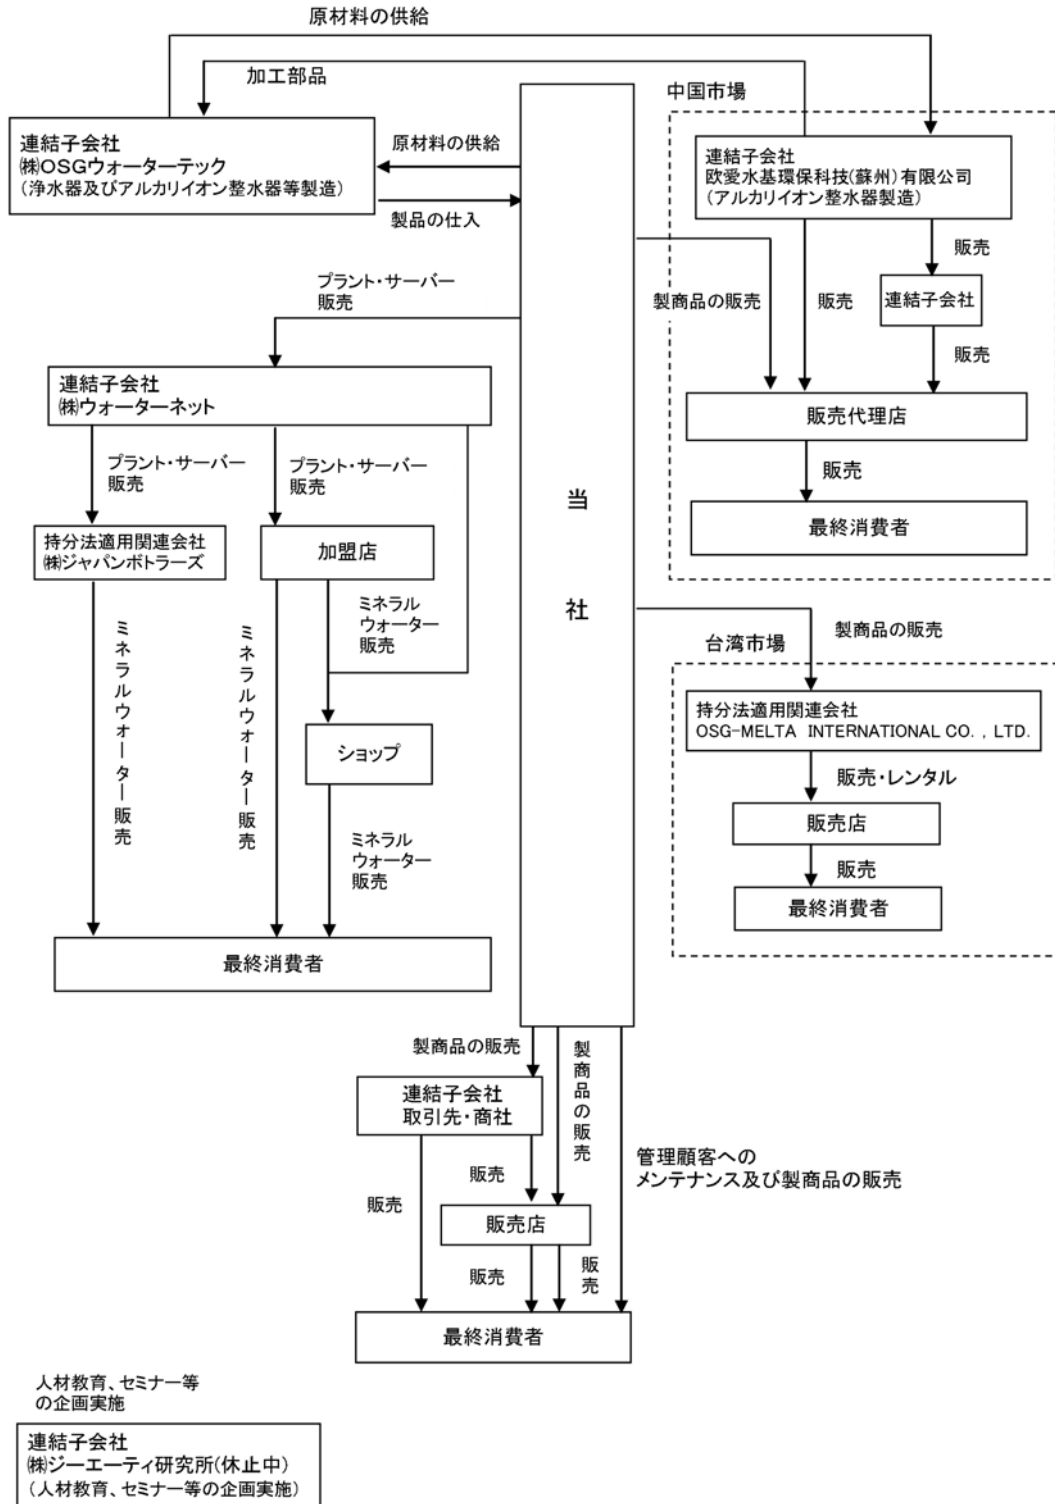 原材料の供給
加工部品
連結子会社
㈱OSGウォーターテック
(浄水器及びアルカリイオン整水器等製造)
原材料の供給
製品の仕入
中国市場
連結子会社
欧愛水基環保科技(蘇州)有限公司
(アルカリイオン整水器製造)
販売
連結子会社
製商品の販売
販売
販売
販売代理店
販売
最終消費者
プラント・サーバー
販売
連結子会社
㈱ウォーターネット
プラント・サーバー
販売
プラント・サーバー
販売
持分法適用関連会社
㈱ジャパンボトラーズ
加盟店
ミネラル
ウォーター
販売
ミネラルウォーター販売
ミネラルウォーター販売
ショップ
ミネラル
ウォーター
販売
最終消費者
当社
製商品の販売
台湾市場
持分法適用関連会社
OSG-MELTA INTERNATIONAL CO. , LTD.
販売・レンタル
販売店
販売
最終消費者
製商品の販売
製商品の販売
連結子会社
取引先・商社
管理顧客への
メンテナンス及び製商品の販売
販売
販売
販売店
販売
販売
最終消費者
人材教育、セミナー等
の企画実施
連結子会社
㈱ジーエーティ研究所(休止中)
(人材教育、セミナー等の企画実施)